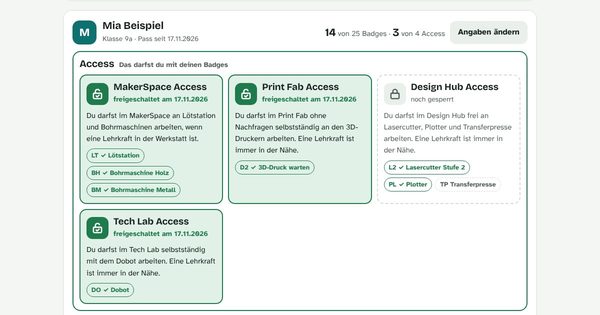 M
Mia Beispiel
Klasse 9a · Pass seit 17.11.2026
14 von 25 Badges · 3 von 4 Access
Angaben ändern
Access Das darfst du mit deinen Badges
MakerSpace Access
freigeschaltet am 17.11.2026
Du darfst im MakerSpace an Lötstation
und Bohrmaschinen arbeiten, wenn
eine Lehrkraft in der Werkstatt ist.
LT ✓ Lötstation
BH ✓ Bohrmaschine Holz
BM ✓ Bohrmaschine Metall
Print Fab Access
freigeschaltet am 17.11.2026
Du darfst im Print Fab ohne
Nachfragen selbstständig an den 3D-
Druckern arbeiten. Eine Lehrkraft ist
immer in der Nähe.
D2 ✓ 3D-Druck warten
Design Hub Access
noch gesperrt
Du darfst im Design Hub frei an
Lasercutter, Plotter und Transferpresse
arbeiten. Eine Lehrkraft ist immer in
der Nähe.
L2 ✓ Lasercutter Stufe 2
PL ✓ Plotter
TP Transferpresse
Tech Lab Access
freigeschaltet am 17.11.2026
Du darfst im Tech Lab selbstständig
mit dem Dobot arbeiten. Eine Lehrkraft
ist immer in der Nähe.
DO ✓ Dobot